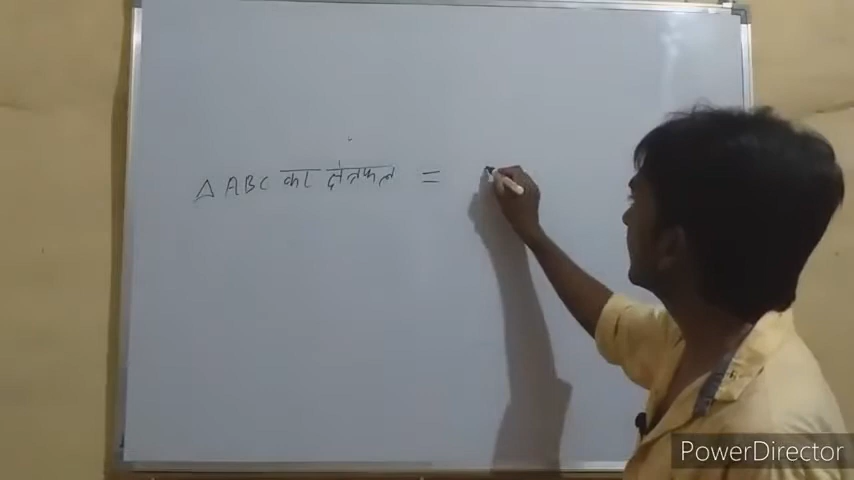 △ ABC का क्षेत्रफल =
PowerDirector